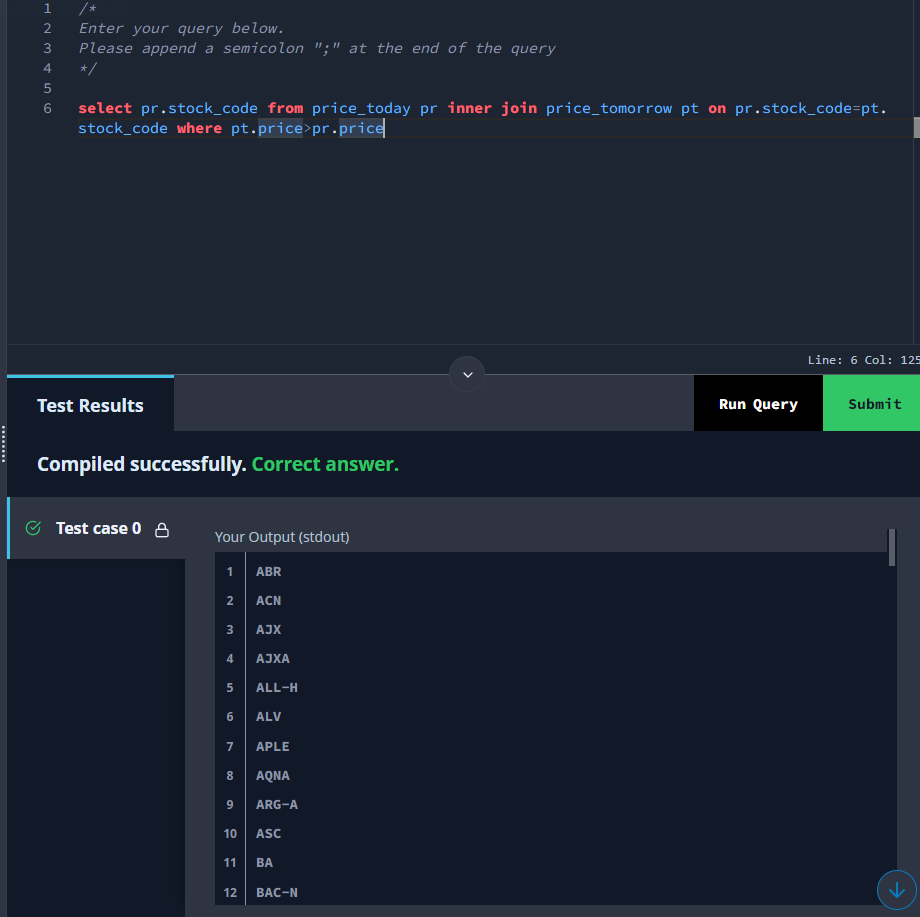 1 /*
2 Enter your query below.
3 Please append a semicolon ";" at the end of the query
4 */
5
6 select pr.stock_code from price_today pr inner join price_tomorrow pt on pr.stock_code=pt.
stock_code where pt.price>pr.price
Line: 6 Col: 125
Test Results
Run Query
Submit
Compiled successfully. Correct answer.
Test case 0
Your Output (stdout)
1 ABR
2 ACN
3 AJX
4 AJXA
5 ALL-H
6 ALV
7 APLE
8 AQNA
9 ARG-A
10 ASC
11 BA
12 BAC-N